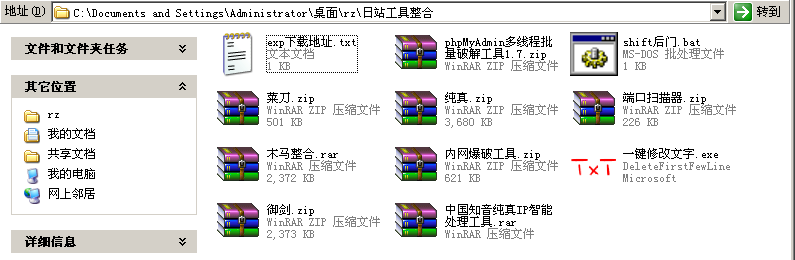 地址(D) C:\Documents and Settings\Administrator\桌面\rz\日站工具整合 转到
文件和文件夹任务
其它位置
rz
我的文档
共享文档
我的电脑
网上邻居
详细信息
exp下载地址.txt
文本文档
1 KB
phpMyAdmin多线程批
量破解工具1.7.zip
WinRAR ZIP 压缩文件
shift后门.bat
MS-DOS 批处理文件
1 KB
菜刀.zip
WinRAR ZIP 压缩文件
501 KB
纯真.zip
WinRAR ZIP 压缩文件
3,680 KB
端口扫描器.zip
WinRAR ZIP 压缩文件
226 KB
木马整合.rar
WinRAR 压缩文件
2,372 KB
内网爆破工具.zip
WinRAR ZIP 压缩文件
621 KB
TXT
一键修改文字.exe
DeleteFirstFewLine
Microsoft
御剑.zip
WinRAR ZIP 压缩文件
2,373 KB
中国知音纯真IP智能
处理工具.rar
WinRAR 压缩文件